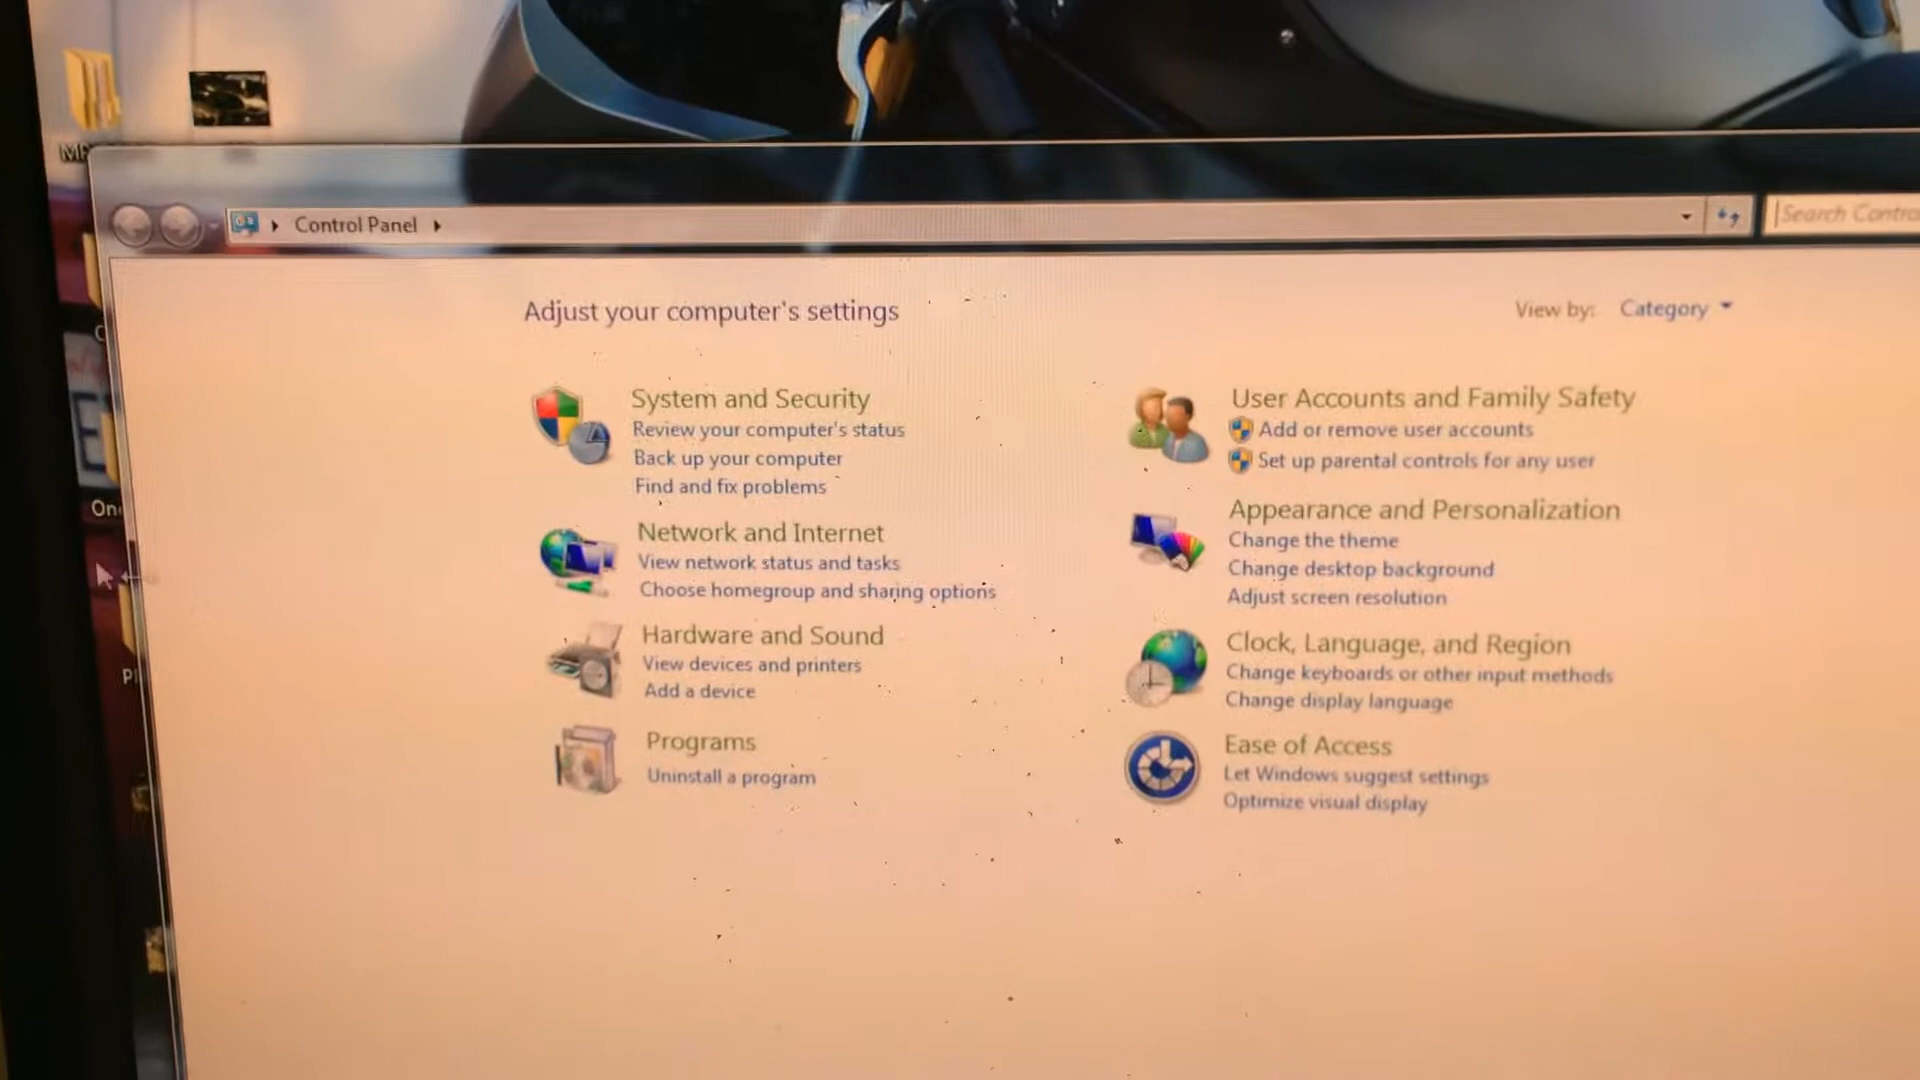 Control Panel
Search Contro
Adjust your computer's settings
View by: Category
System and Security
Review your computer's status
Back up your computer
Find and fix problems
Network and Internet
View network status and tasks
Choose homegroup and sharing options
Hardware and Sound
View devices and printers
Add a device
Programs
Uninstall a program
User Accounts and Family Safety
Add or remove user accounts
Set up parental controls for any user
Appearance and Personalization
Change the theme
Change desktop background
Adjust screen resolution
Clock, Language, and Region
Change keyboards or other input methods
Change display language
Ease of Access
Let Windows suggest settings
Optimize visual display